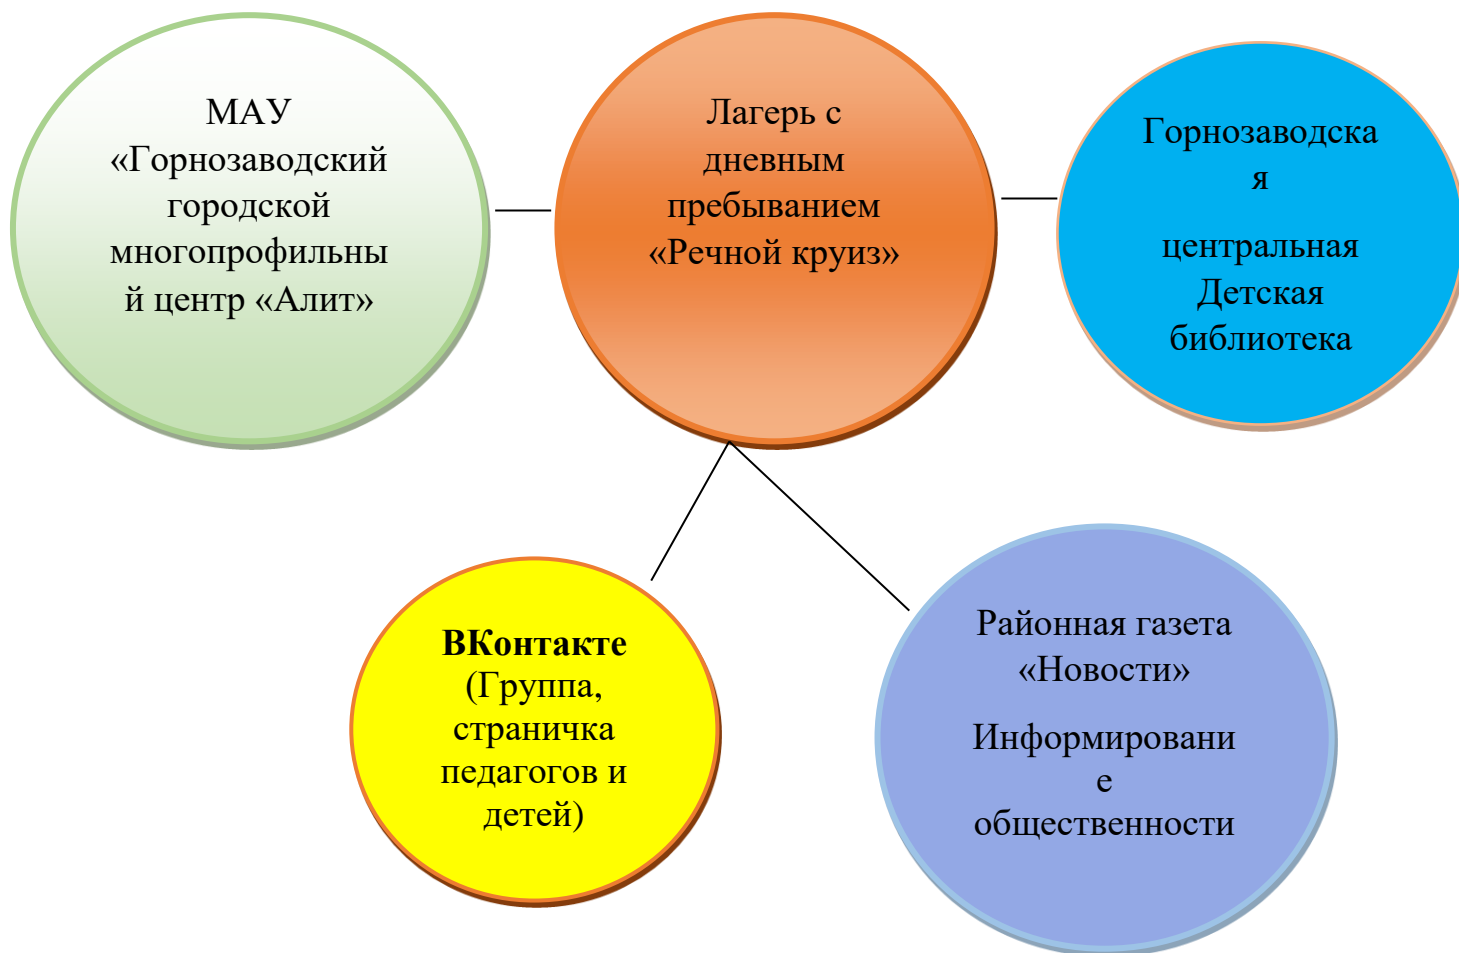 МАУ
«Горнозаводский
городской
многопрофильны
й центр «Алит»
Лагерь с
дневным
пребыванием
«Речной круиз»
Горнозаводска
я
центральная
Детская
библиотека
ВКонтакте
(Группа,
страничка
педагогов и
детей)
Районная газета
«Новости»
Информировани
е
общественности